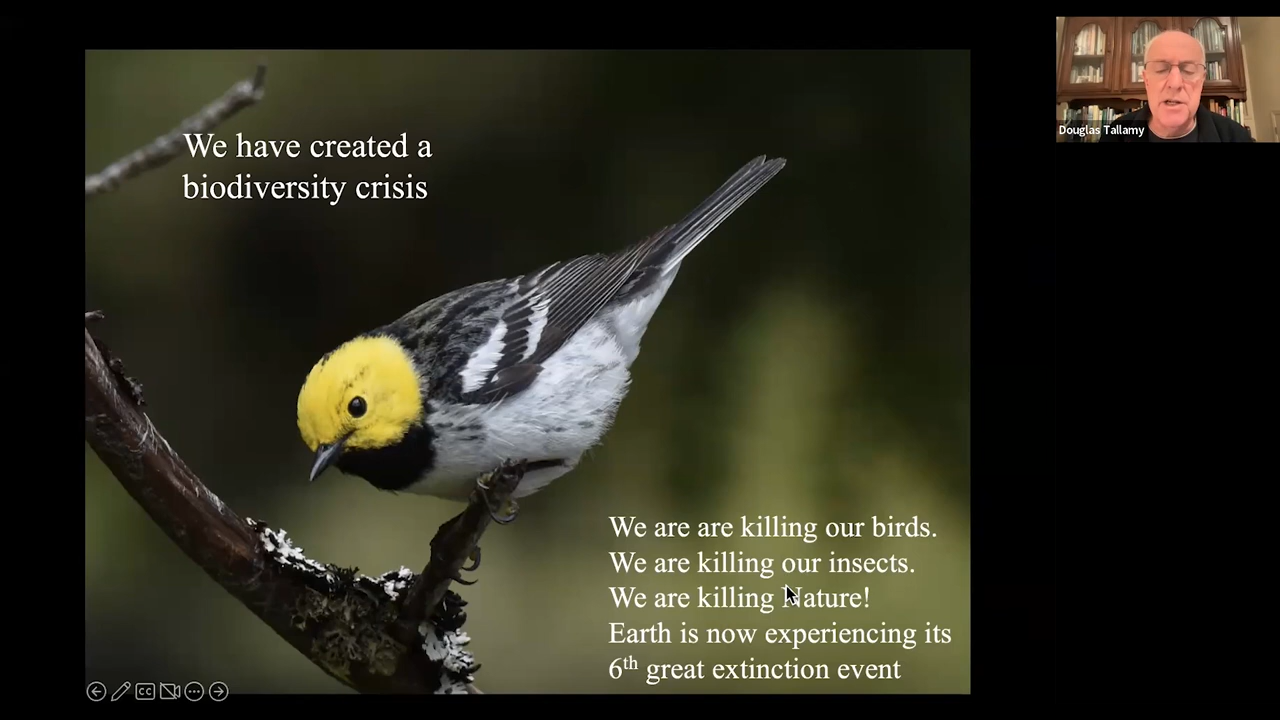 We have created a
biodiversity crisis
Douglas Tallamy
We are are killing our birds.
We are killing our insects.
We are killing Nature!
Earth is now experiencing its
6th great extinction event
CC